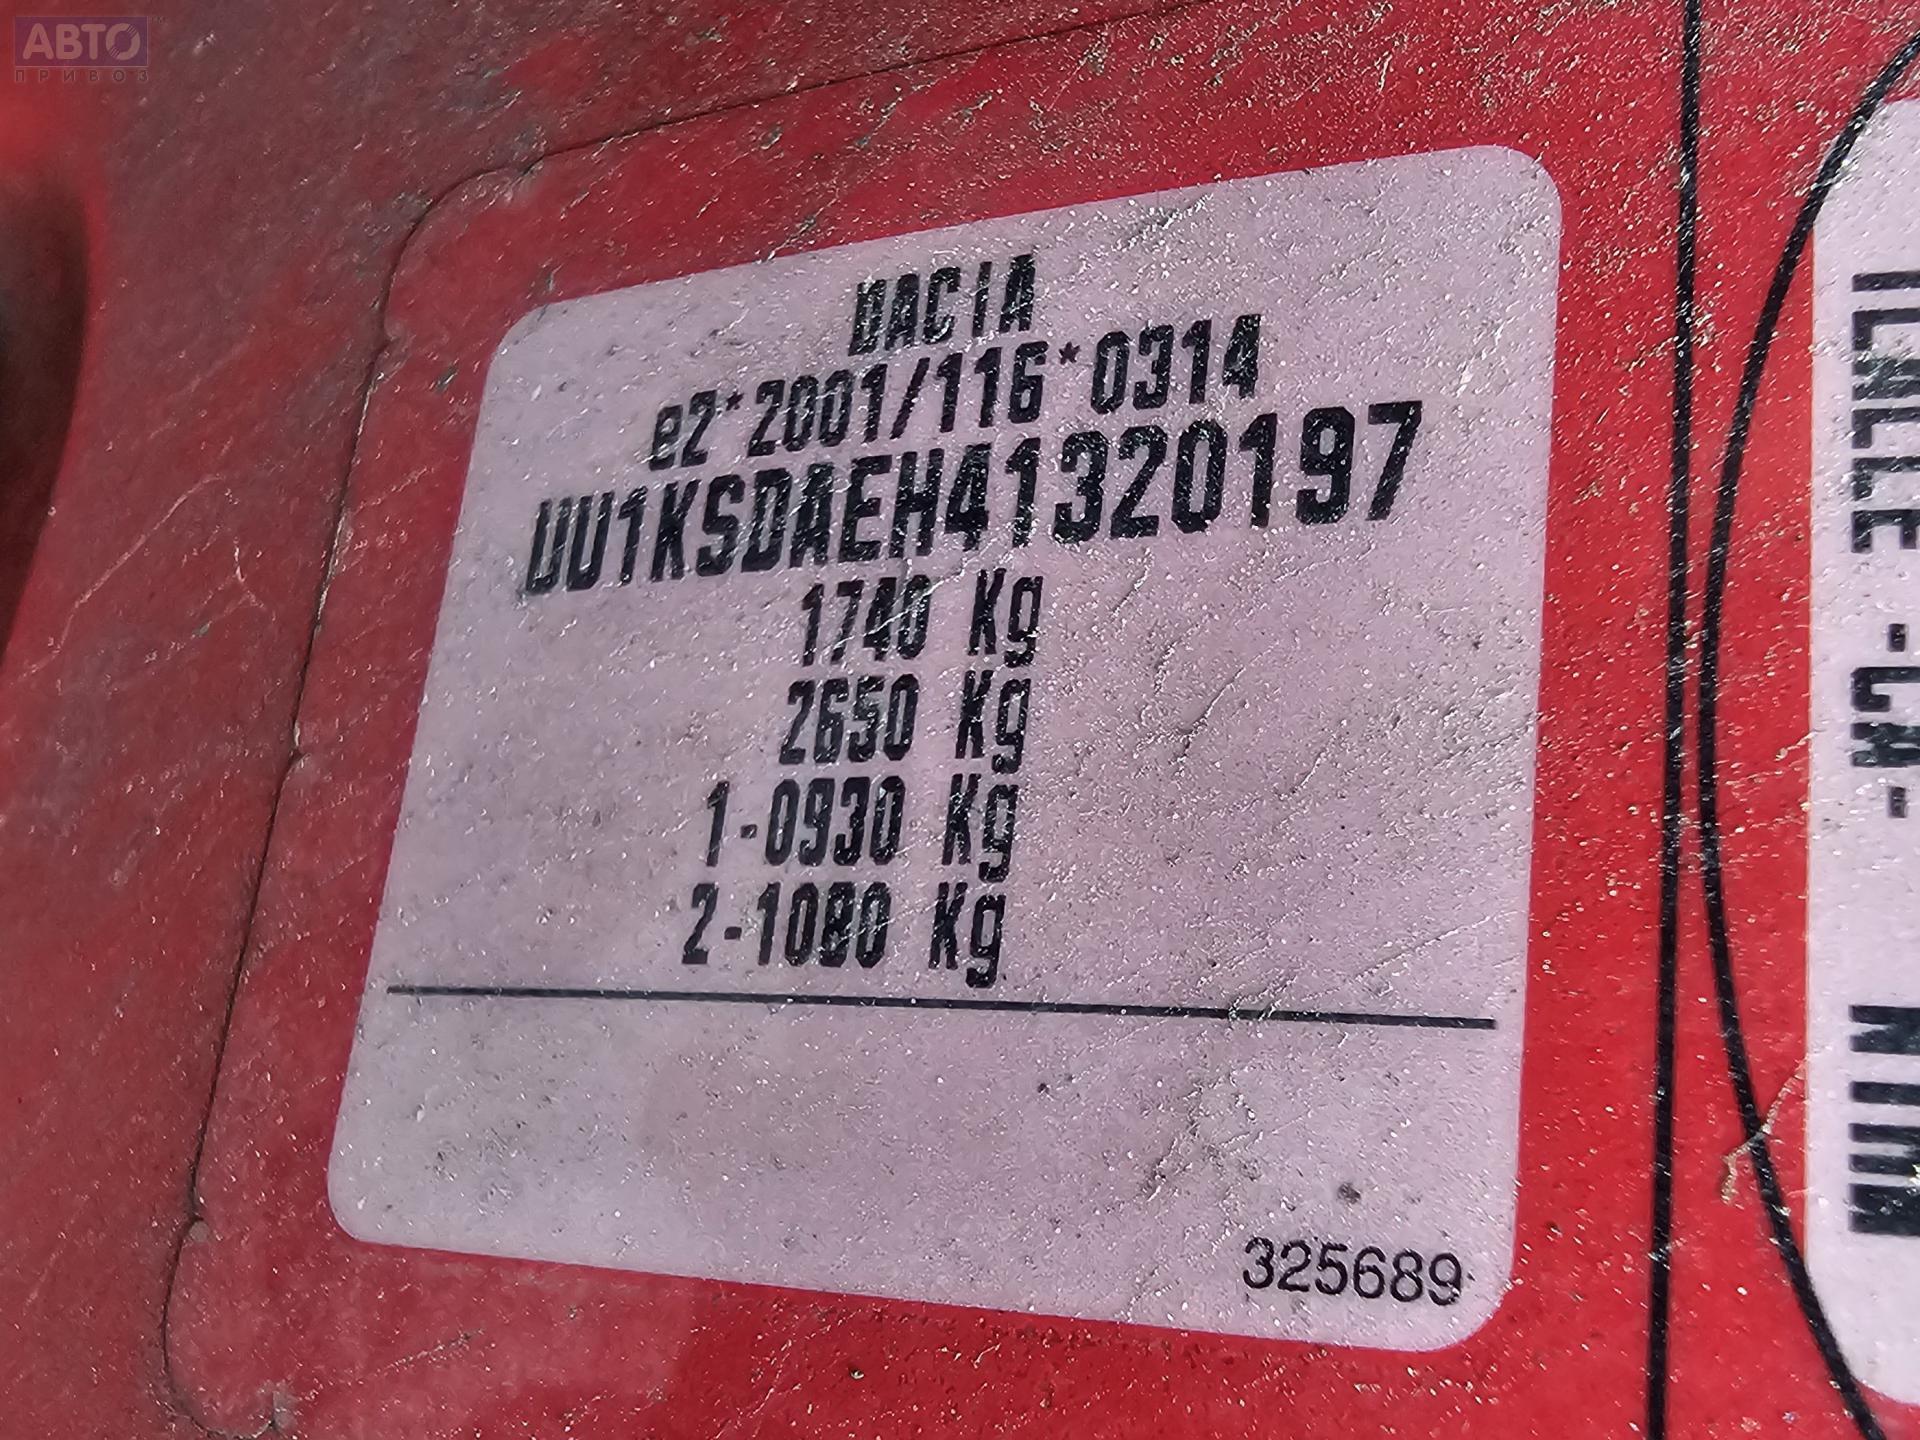 АВТО
ПРИВОЗ
DACIA
e2*2001/116*0314
UU1KSDAEH41320197
1740 Kg
2650 Kg
1-0930 Kg
2-1080 Kg
325689